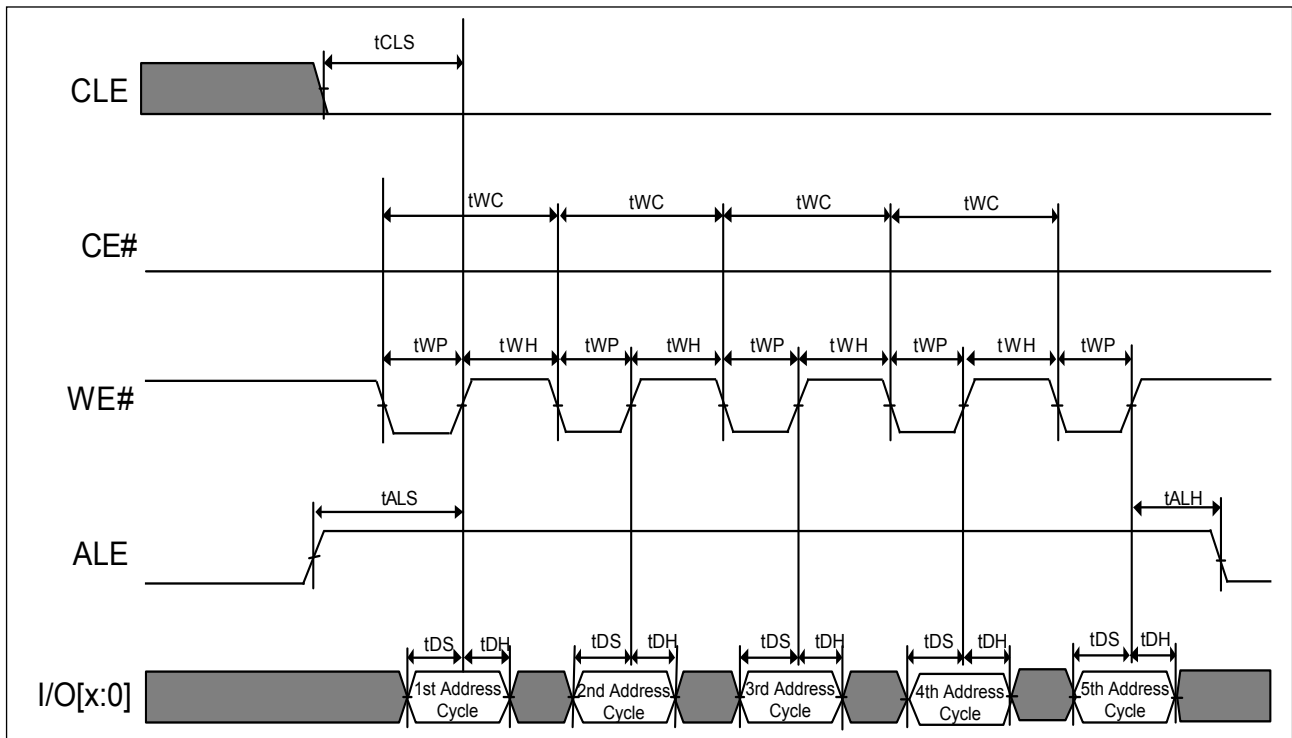 tCLS
CLE
tWC tWC tWC tWC
CE#
tWP tWH tWP tWH tWP tWH tWP tWH tWP
WE#
tALS tALH
ALE
tDS tDH tDS tDH tDS tDH tDS tDH tDS tDH
I/O[x:0]
1st Address Cycle
2nd Address Cycle
3rd Address Cycle
4th Address Cycle
5th Address Cycle